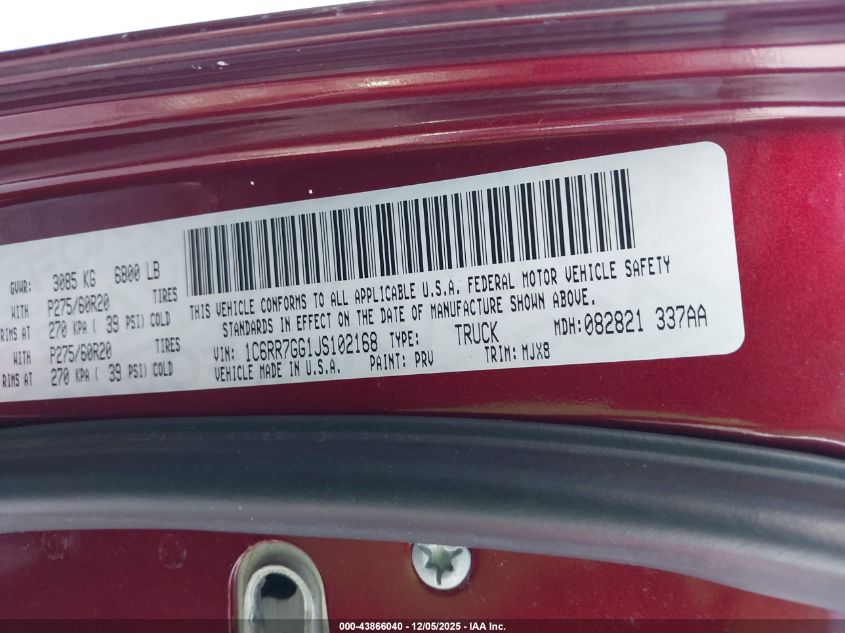 GVWR: 3085 KG 6800 LB
WITH P275/60R20 TIRES
RIMS AT 270 KPA ( 39 PSI) COLD
WITH P275/60R20 TIRES
RIMS AT 270 KPA ( 39 PSI) COLD
THIS VEHICLE CONFORMS TO ALL APPLICABLE U.S.A. FEDERAL MOTOR VEHICLE SAFETY
STANDARDS IN EFFECT ON THE DATE OF MANUFACTURE SHOWN ABOVE.
VIN: 1C6RR7GG1JS102168 TYPE: TRUCK MDH:082821 337AA
VEHICLE MADE IN U.S.A. PAINT: PRV TRIM: MJX8
000-43866040 • 12/05/2025 - IAA Inc.